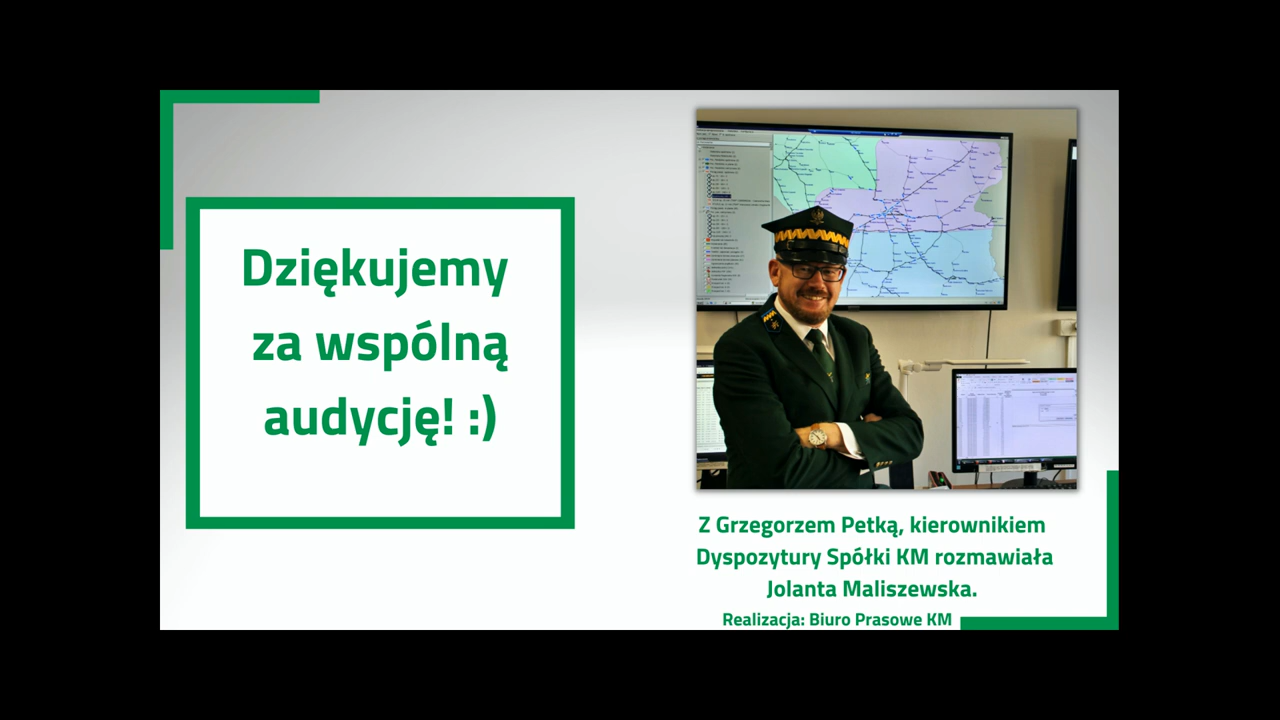 Dziękujemy
za wspólną
audycję! :)
Z Grzegorzem Petką, kierownikiem
Dyspozytury Spółki KM rozmawiała
Jolanta Maliszewska.
Realizacja: Biuro Prasowe KM